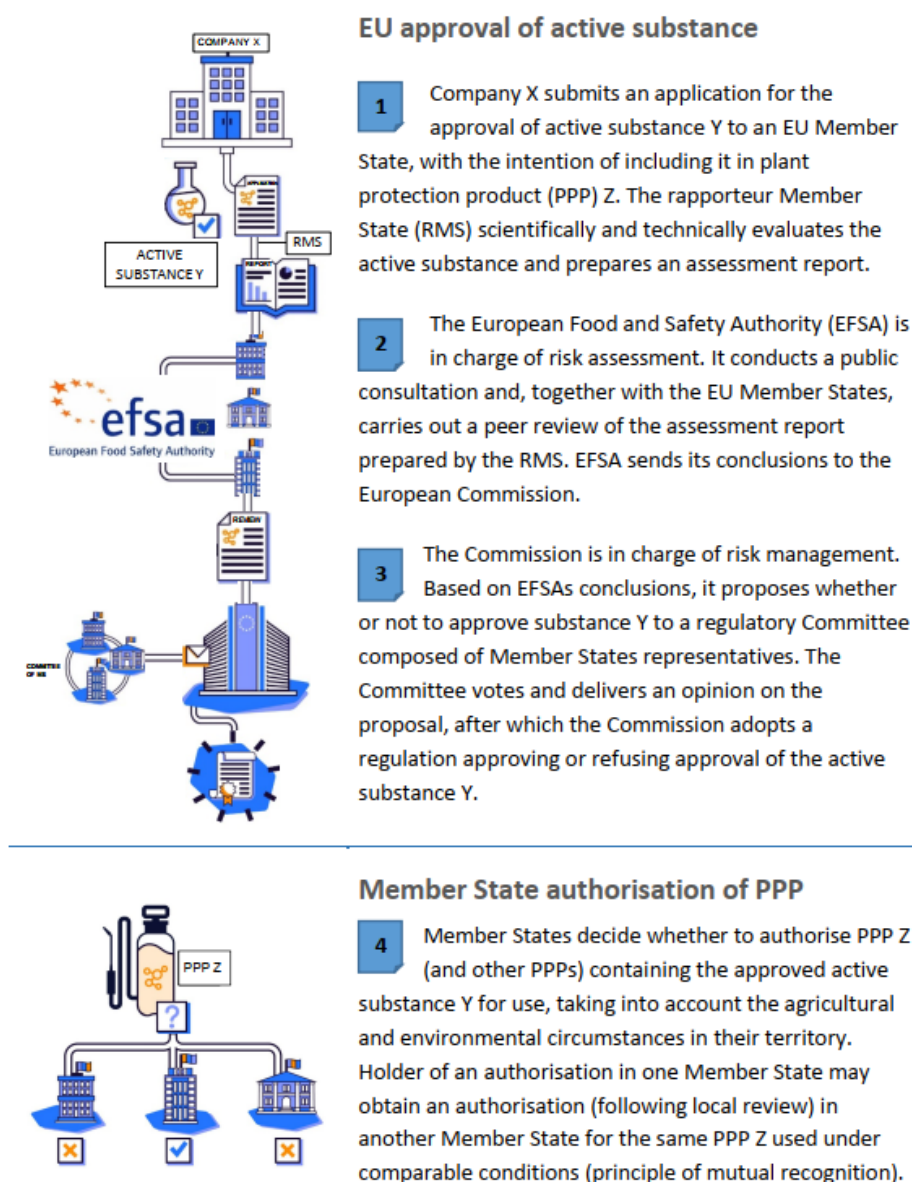 COMPANY X
APPLICATION
ACTIVE
SUBSTANCE Y
RMS
REPORT
efsa
European Food Safety Authority
REVIEW
COMMITTEE
OF MS
EU approval of active substance
1 Company X submits an application for the
approval of active substance Y to an EU Member
State, with the intention of including it in plant
protection product (PPP) Z. The rapporteur Member
State (RMS) scientifically and technically evaluates the
active substance and prepares an assessment report.
2 The European Food and Safety Authority (EFSA) is
in charge of risk assessment. It conducts a public
consultation and, together with the EU Member States,
carries out a peer review of the assessment report
prepared by the RMS. EFSA sends its conclusions to the
European Commission.
3 The Commission is in charge of risk management.
Based on EFSAs conclusions, it proposes whether
or not to approve substance Y to a regulatory Committee
composed of Member States representatives. The
Committee votes and delivers an opinion on the
proposal, after which the Commission adopts a
regulation approving or refusing approval of the active
substance Y.
PPP Z
?
Member State authorisation of PPP
4 Member States decide whether to authorise PPP Z
(and other PPPs) containing the approved active
substance Y for use, taking into account the agricultural
and environmental circumstances in their territory.
Holder of an authorisation in one Member State may
obtain an authorisation (following local review) in
another Member State for the same PPP Z used under
comparable conditions (principle of mutual recognition).